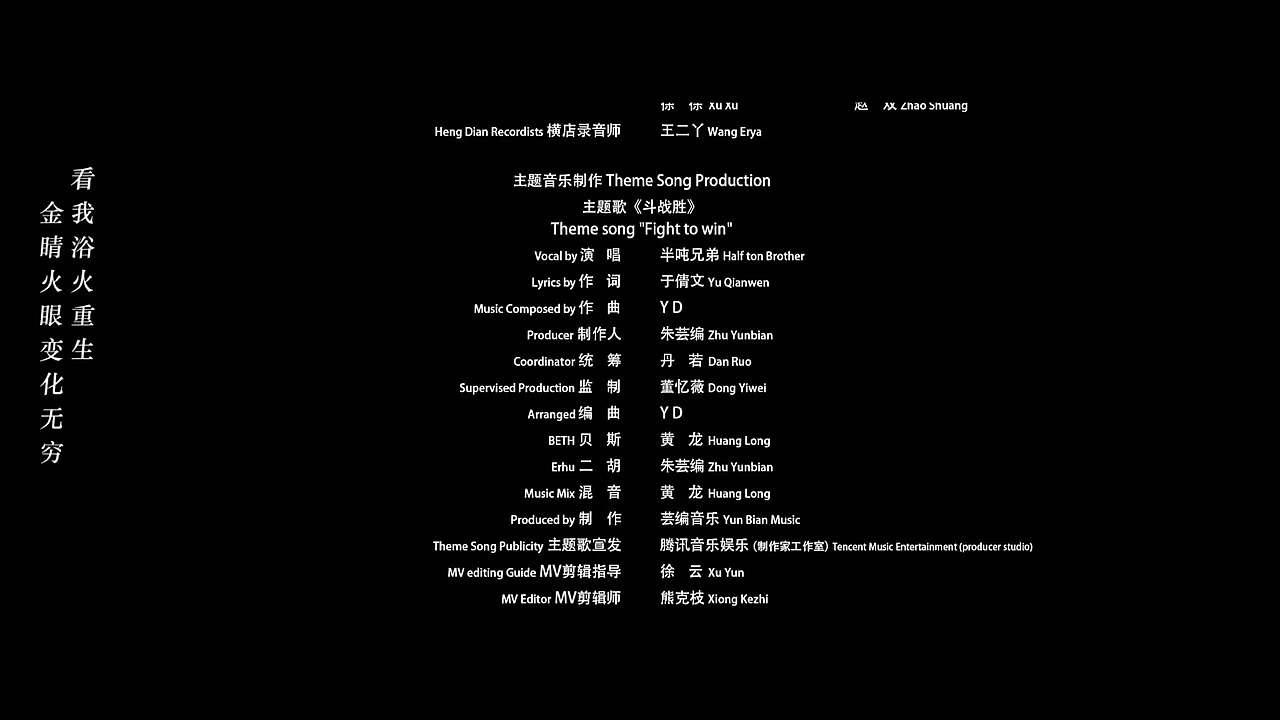 看我浴火重生
金睛火眼变化无穷
徐 徐 Xu Xu 赵 双 Zhao Shuang
Heng Dian Recordists 横店录音师 王二丫 Wang Erya
主题音乐制作 Theme Song Production
主题歌《斗战胜》
Theme song "Fight to win"
Vocal by 演 唱 半吨兄弟 Half ton Brother
Lyrics by 作 词 于倩文 Yu Qianwen
Music Composed by 作 曲 Y D
Producer 制作人 朱芸编 Zhu Yunbian
Coordinator 统 筹 丹 若 Dan Ruo
Supervised Production 监 制 董忆薇 Dong Yiwei
Arranged 编 曲 Y D
BETH 贝 斯 黄 龙 Huang Long
Erhu 二 胡 朱芸编 Zhu Yunbian
Music Mix 混 音 黄 龙 Huang Long
Produced by 制 作 芸编音乐 Yun Bian Music
Theme Song Publicity 主题歌宣发 腾讯音乐娱乐 (制作家工作室) Tencent Music Entertainment (producer studio)
MV editing Guide MV剪辑指导 徐 云 Xu Yun
MV Editor MV剪辑师 熊克枝 Xiong Kezhi